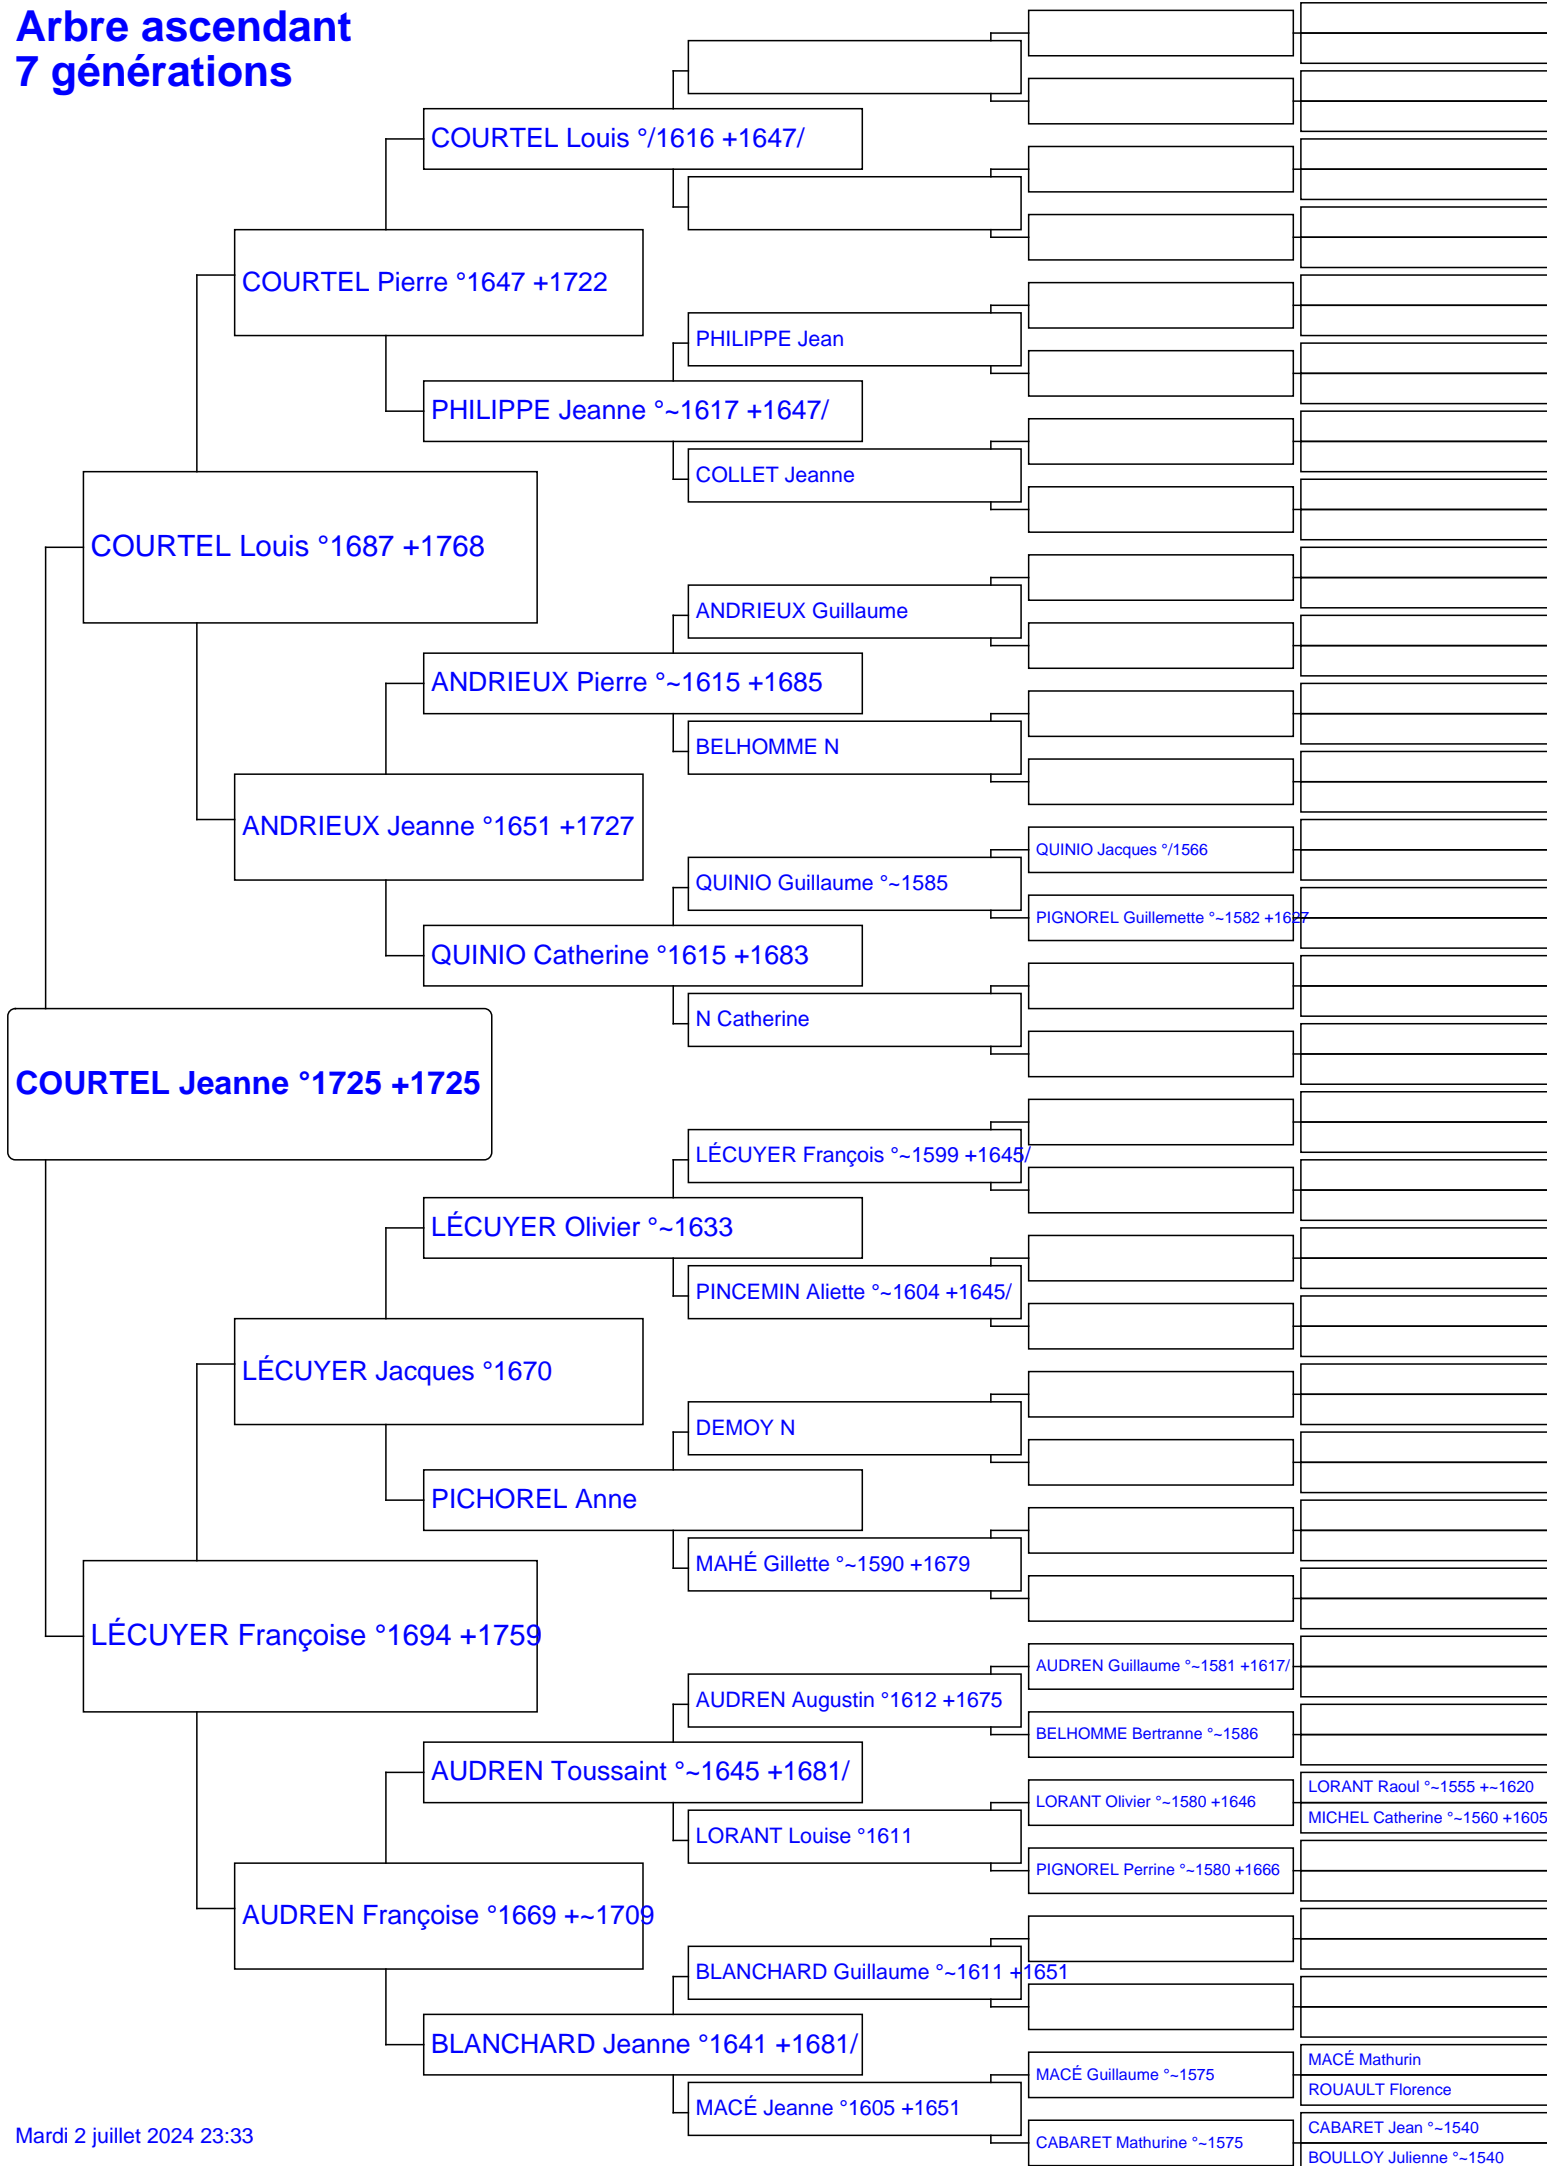 Arbre ascendant
7 générations
COURTEL Louis °/1616 +1647/
COURTEL Pierre °1647 +1722
PHILIPPE Jean
PHILIPPE Jeanne °~1617 +1647/
COLLET Jeanne
COURTEL Louis °1687 +1768
ANDRIEUX Guillaume
ANDRIEUX Pierre °~1615 +1685
BELHOMME N
ANDRIEUX Jeanne °1651 +1727
QUINIO Jacques °/1566
QUINIO Guillaume °~1585
PIGNOREL Guillemette °~1582 +1627
QUINIO Catherine °1615 +1683
N Catherine
COURTEL Jeanne °1725 +1725
LÉCUYER François °~1599 +1645/
LÉCUYER Olivier °~1633
PINCEMIN Aliette °~1604 +1645/
LÉCUYER Jacques °1670
DEMOY N
PICHOREL Anne
MAHÉ Gillette °~1590 +1679
LÉCUYER Françoise °1694 +1759
AUDREN Guillaume °~1581 +1617/
AUDREN Augustin °1612 +1675
BELHOMME Bertranne °~1586
AUDREN Toussaint °~1645 +1681/
LORANT Raoul °~1555 +~1620
LORANT Olivier °~1580 +1646
MICHEL Catherine °~1560 +1605
LORANT Louise °1611
PIGNOREL Perrine °~1580 +1666
AUDREN Françoise °1669 +~1709
BLANCHARD Guillaume °~1611 +1651
BLANCHARD Jeanne °1641 +1681/
MACÉ Mathurin
MACÉ Guillaume °~1575
ROUAULT Florence
MACÉ Jeanne °1605 +1651
CABARET Jean °~1540
CABARET Mathurine °~1575
BOULLOY Julienne °~1540
Mardi 2 juillet 2024 23:33